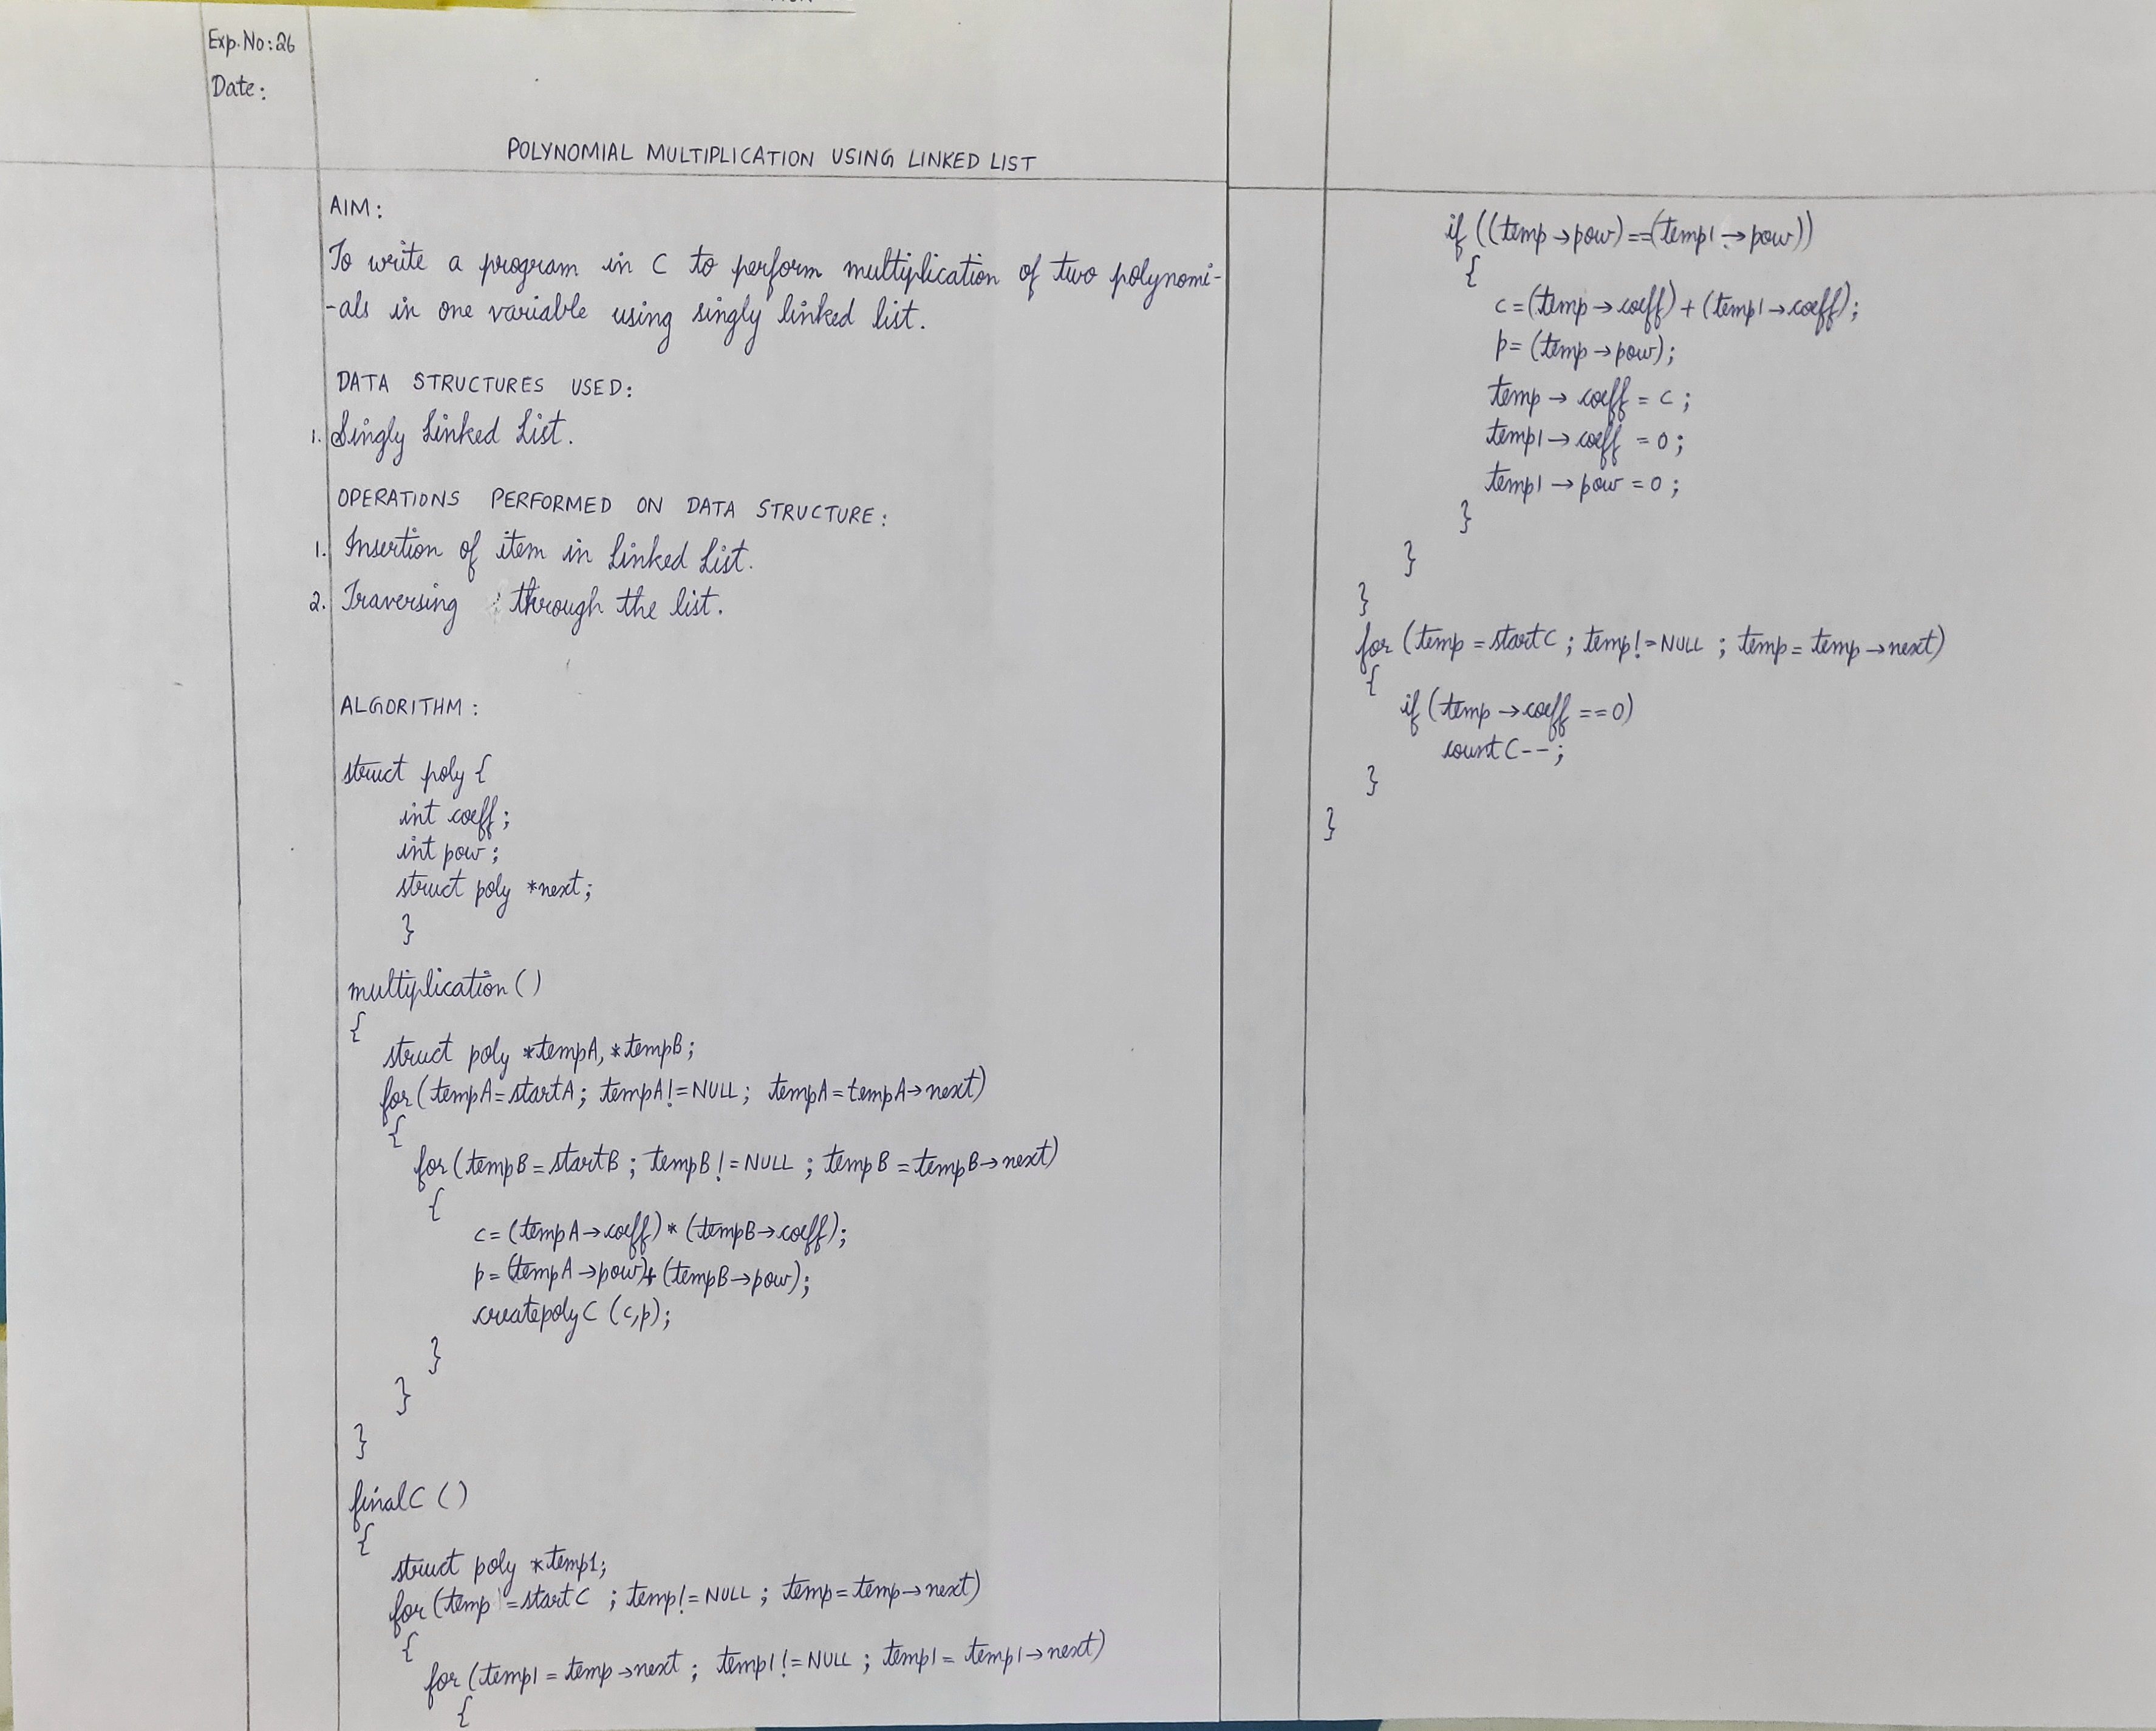 Exp.No:26
Date:
POLYNOMIAL MULTIPLICATION USING LINKED LIST
AIM:
To write a program in C to perform multiplication of two polynomi-
-als in one variable using singly linked list.
DATA STRUCTURES USED:
1. Singly Linked List.
OPERATIONS PERFORMED ON DATA STRUCTURE:
1. Insertion of item in Linked List.
2. Traversing through the list.
ALGORITHM:
struct poly {
int coeff;
int pow;
struct poly *next;
}
multiplication()
{
struct poly *tempA, *tempB;
for(tempA=startA; tempA!=NULL; tempA=tempA→next)
{
for(tempB=startB; tempB!=NULL; tempB=tempB→next)
{
c=(tempA→coeff)*(tempB→coeff);
p=(tempA→pow)+(tempB→pow);
createpolyC (c,p);
}
}
}
finalC ()
{
struct poly *temp1;
for(temp=startC; temp!=NULL; temp=temp→next)
{
for(temp1=temp→next; temp1!=NULL; temp1=temp1→next)
{
if((temp→pow)==(temp1→pow))
{
c=(temp→coeff)+(temp1→coeff);
p=(temp→pow);
temp→coeff=c;
temp1→coeff=0;
temp1→pow=0;
}
}
}
for(temp=startC; temp!=NULL; temp=temp→next)
{
if(temp→coeff==0)
countC--;
}
}